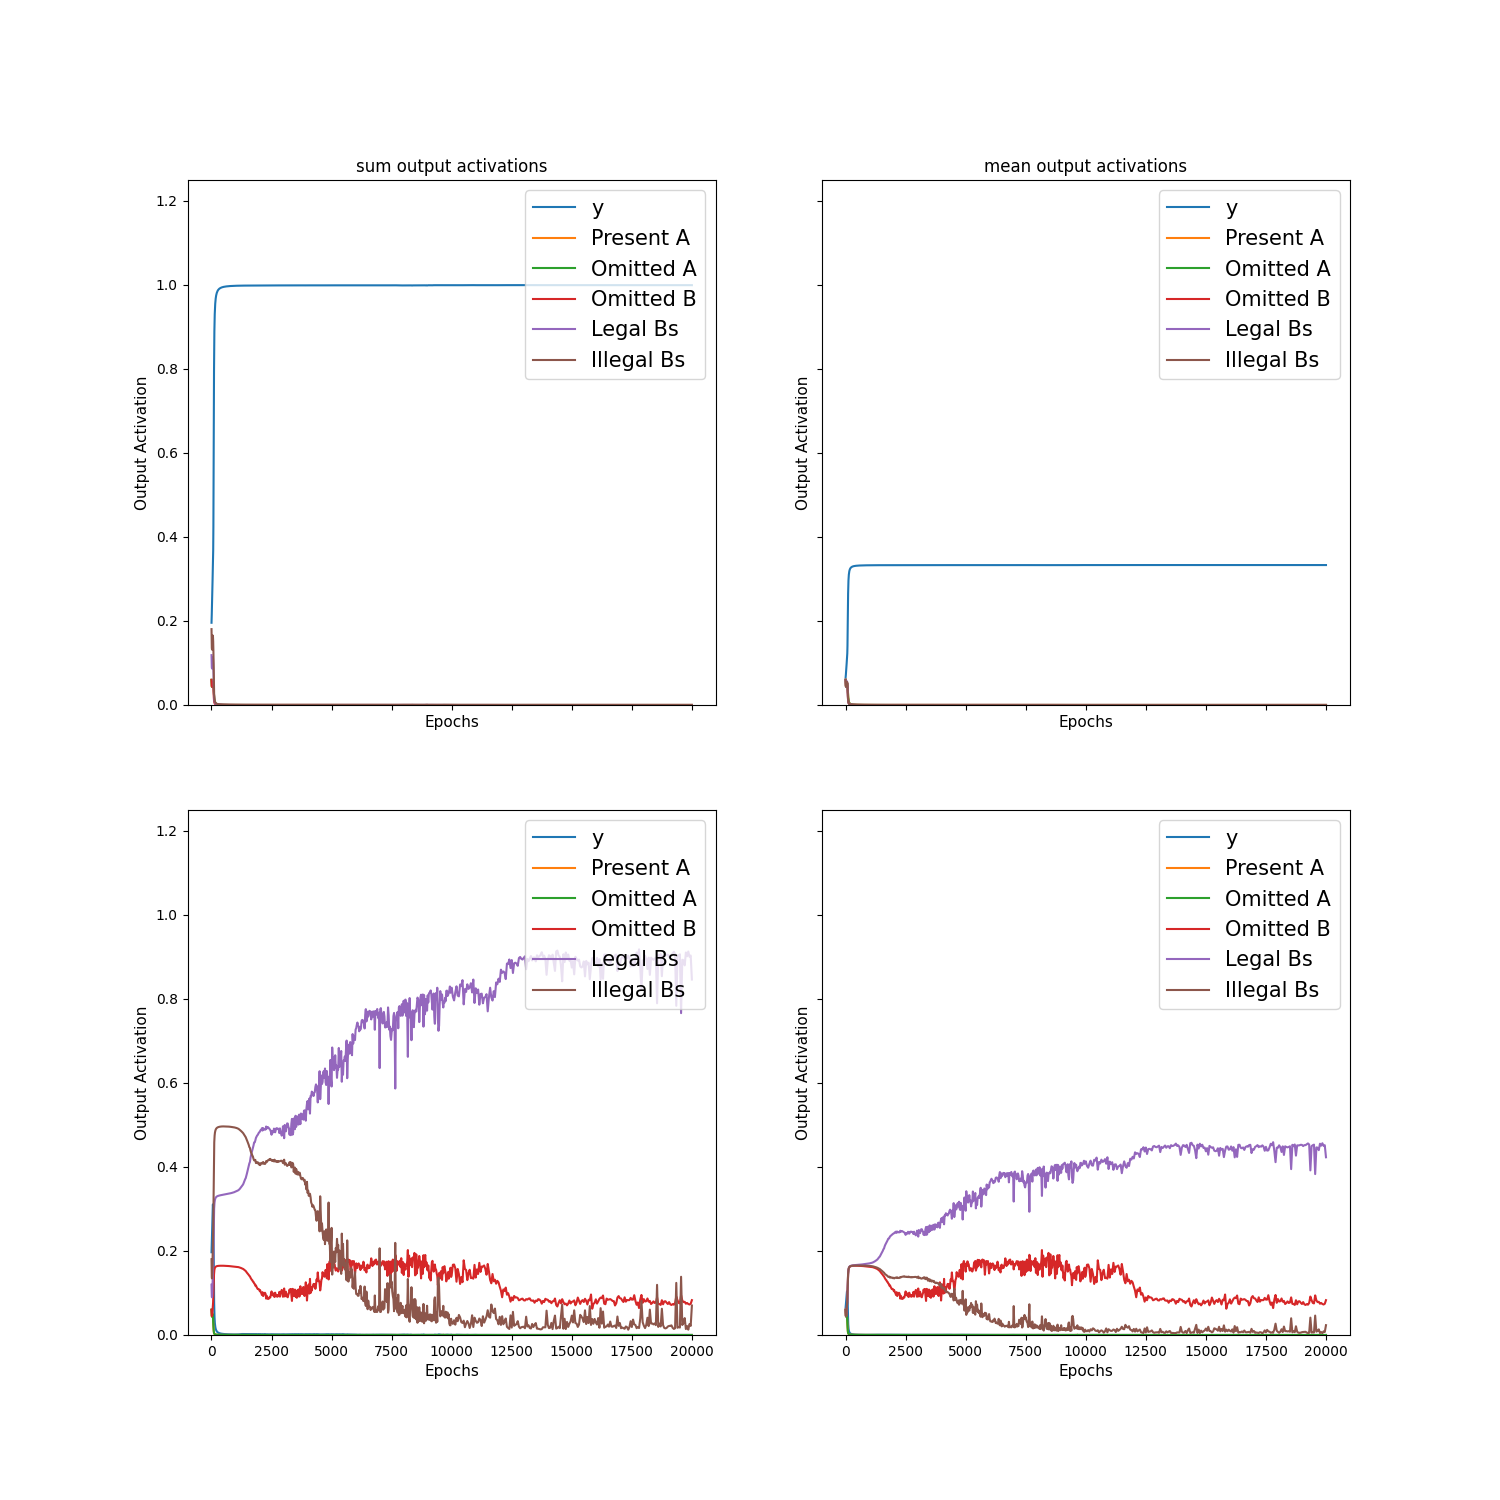 sum output activations
mean output activations
1.2
1.0
0.8
0.6
0.4
0.2
0.0
Output Activation
y
Present A
Omitted A
Omitted B
Legal Bs
Illegal Bs
Epochs
Output Activation
y
Present A
Omitted A
Omitted B
Legal Bs
Illegal Bs
Epochs
1.2
1.0
0.8
0.6
0.4
0.2
0.0
Output Activation
y
Present A
Omitted A
Omitted B
Legal Bs
Illegal Bs
0 2500 5000 7500 10000 12500 15000 17500 20000
Epochs
Output Activation
y
Present A
Omitted A
Omitted B
Legal Bs
Illegal Bs
0 2500 5000 7500 10000 12500 15000 17500 20000
Epochs